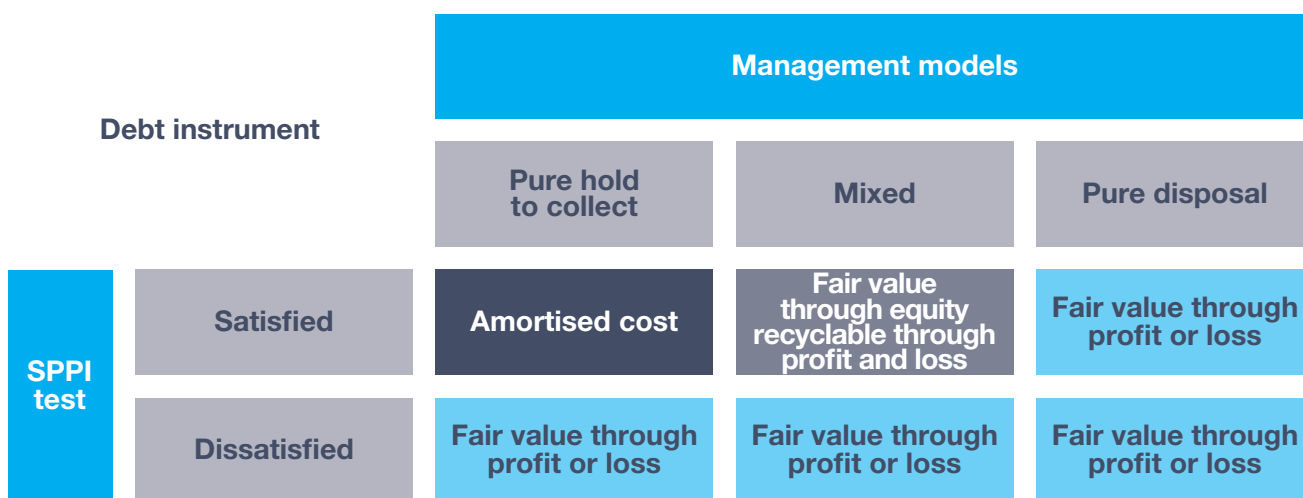 Management models
Debt instrument
Pure hold
to collect
Mixed
Pure disposal
SPPI
test
Satisfied
Amortised cost
Fair value
through equity
recyclable through
profit and loss
Fair value through
profit or loss
Dissatisfied
Fair value through
profit or loss
Fair value through
profit or loss
Fair value through
profit or loss